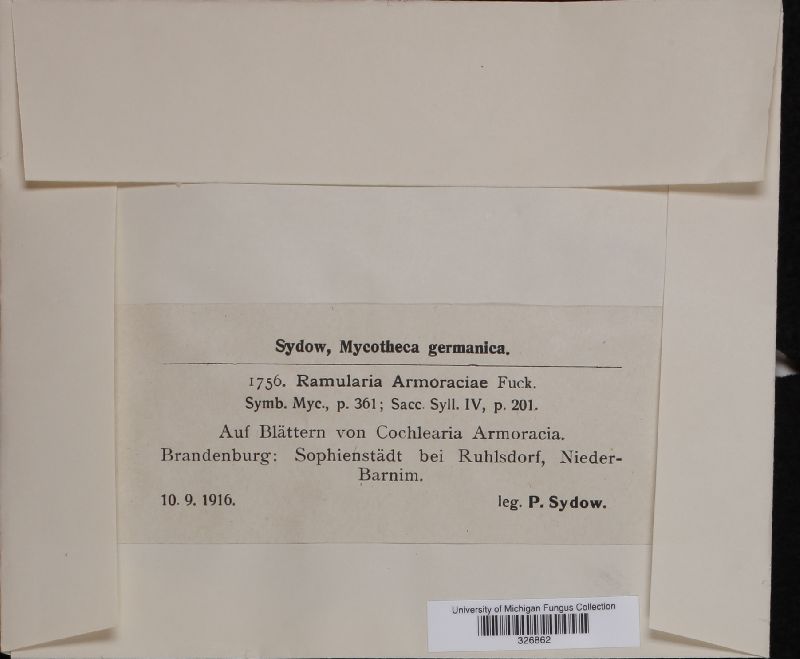 Sydow, Mycotheca germanica.
1756. Ramularia Armoraciae Fuck.
Symb. Myc., p. 361; Sacc. Syll. IV, p. 201.
Auf Blättern von Cochlearia Armoracia.
Brandenburg: Sophienstädt bei Ruhlsdorf, Nieder-
Barnim.
10. 9. 1916. leg. P. Sydow.
University of Michigan Fungus Collection
326862